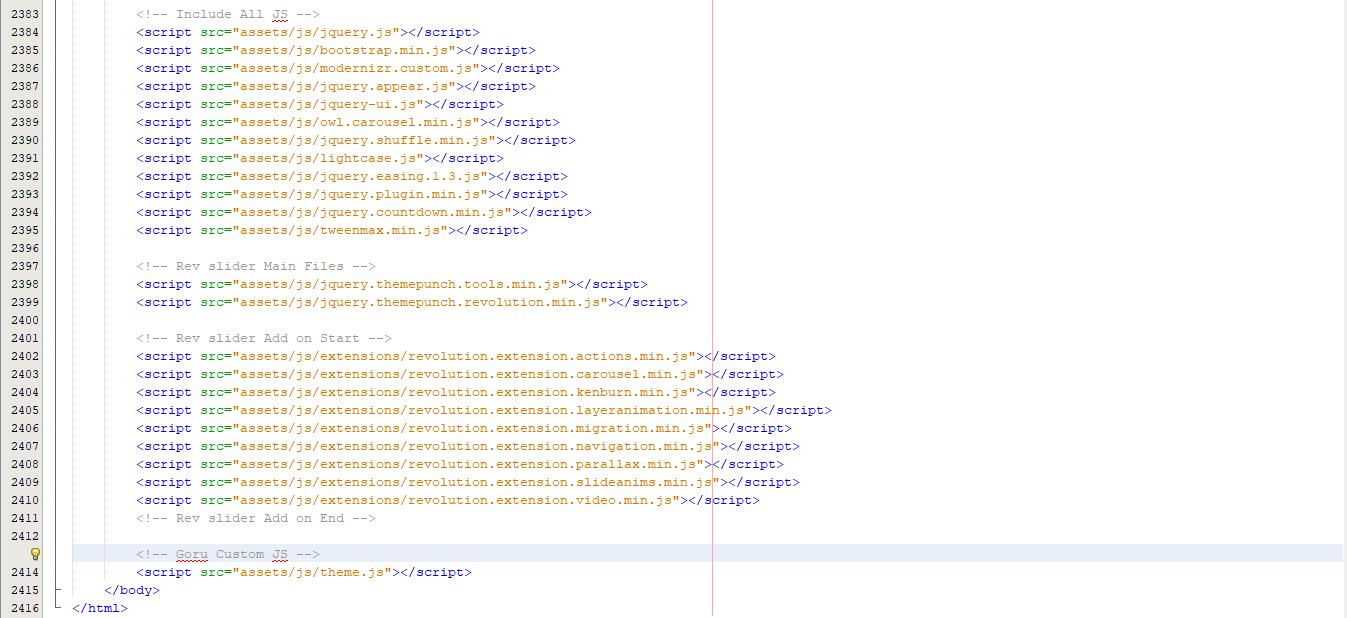 2383 <!-- Include All JS -->
2384 <script src="assets/js/jquery.js"></script>
2385 <script src="assets/js/bootstrap.min.js"></script>
2386 <script src="assets/js/modernizr.custom.js"></script>
2387 <script src="assets/js/jquery.appear.js"></script>
2388 <script src="assets/js/jquery-ui.js"></script>
2389 <script src="assets/js/owl.carousel.min.js"></script>
2390 <script src="assets/js/jquery.shuffle.min.js"></script>
2391 <script src="assets/js/lightcase.js"></script>
2392 <script src="assets/js/jquery.easing.1.3.js"></script>
2393 <script src="assets/js/jquery.plugin.min.js"></script>
2394 <script src="assets/js/jquery.countdown.min.js"></script>
2395 <script src="assets/js/tweenmax.min.js"></script>
2396
2397 <!-- Rev slider Main Files -->
2398 <script src="assets/js/jquery.themepunch.tools.min.js"></script>
2399 <script src="assets/js/jquery.themepunch.revolution.min.js"></script>
2400
2401 <!-- Rev slider Add on Start -->
2402 <script src="assets/js/extensions/revolution.extension.actions.min.js"></script>
2403 <script src="assets/js/extensions/revolution.extension.carousel.min.js"></script>
2404 <script src="assets/js/extensions/revolution.extension.kenburn.min.js"></script>
2405 <script src="assets/js/extensions/revolution.extension.layeranimation.min.js"></script>
2406 <script src="assets/js/extensions/revolution.extension.migration.min.js"></script>
2407 <script src="assets/js/extensions/revolution.extension.navigation.min.js"></script>
2408 <script src="assets/js/extensions/revolution.extension.parallax.min.js"></script>
2409 <script src="assets/js/extensions/revolution.extension.slideanims.min.js"></script>
2410 <script src="assets/js/extensions/revolution.extension.video.min.js"></script>
2411 <!-- Rev slider Add on End -->
2412
<!-- Goru Custom JS -->
2414 <script src="assets/js/theme.js"></script>
2415 </body>
2416 </html>